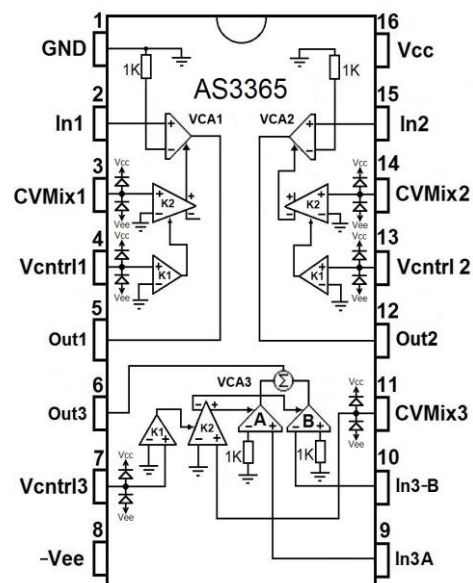 1
GND
1K
AS3365
1K
16
Vcc
2
In1
+
-
VCA1
VCA2
+
-
15
In2
3
CVMix1
Vcc
Vee
K2
+
-
+
-
K2
+
-
+
-
Vcc
Vee
14
CVMix2
4
Vcntrl1
Vcc
Vee
+
-
K1
K1
+
-
Vcc
Vee
13
Vcntrl 2
5
Out1
12
Out2
6
Out3
VCA3
Σ
Vcc
Vee
11
CVMix3
K1
- +
K2
- +
-
+
A
- +
B
- +
1K
1K
7
Vcntrl3
Vcc
Vee
10
In3-B
8
-Vee
9
In3A